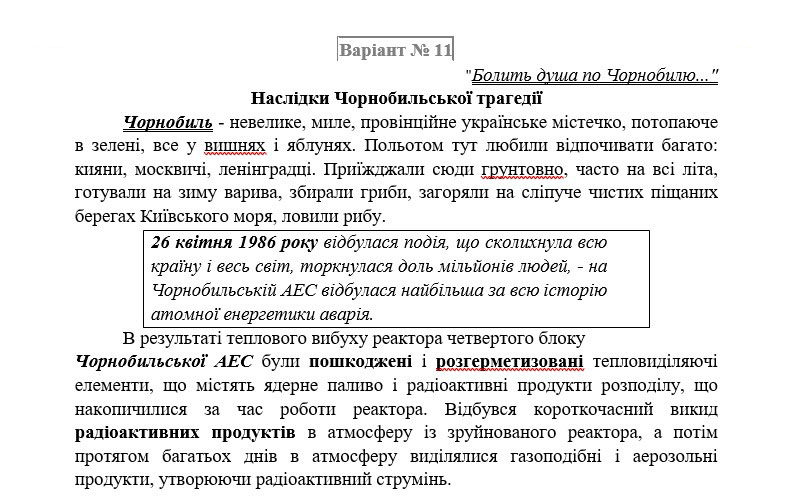 Варіант № 11
"Болить душа по Чорнобилю..."
Наслідки Чорнобильської трагедії
Чорнобиль - невелике, миле, провінційне українське містечко, потопаюче
в зелені, все у вишнях і яблунях. Польотом тут любили відпочивати багато:
кияни, москвичі, ленінградці. Приїжджали сюди грунтовно, часто на всі літа,
готували на зиму варива, збирали гриби, загоряли на сліпуче чистих піщаних
берегах Київського моря, ловили рибу.
26 квітня 1986 року відбулася подія, що сколихнула всю
країну і весь світ, торкнулася доль мільйонів людей, - на
Чорнобильській АЕС відбулася найбільша за всю історію
атомної енергетики аварія.
В результаті теплового вибуху реактора четвертого блоку
Чорнобильської АЕС були пошкоджені і розгерметизовані тепловиділяючі
елементи, що містять ядерне паливо і радіоактивні продукти розподілу, що
накопичилися за час роботи реактора. Відбувся короткочасний викид
радіоактивних продуктів в атмосферу із зруйнованого реактора, а потім
протягом багатьох днів в атмосферу виділялися газоподібні і аерозольні
продукти, утворюючи радіоактивний струмінь.